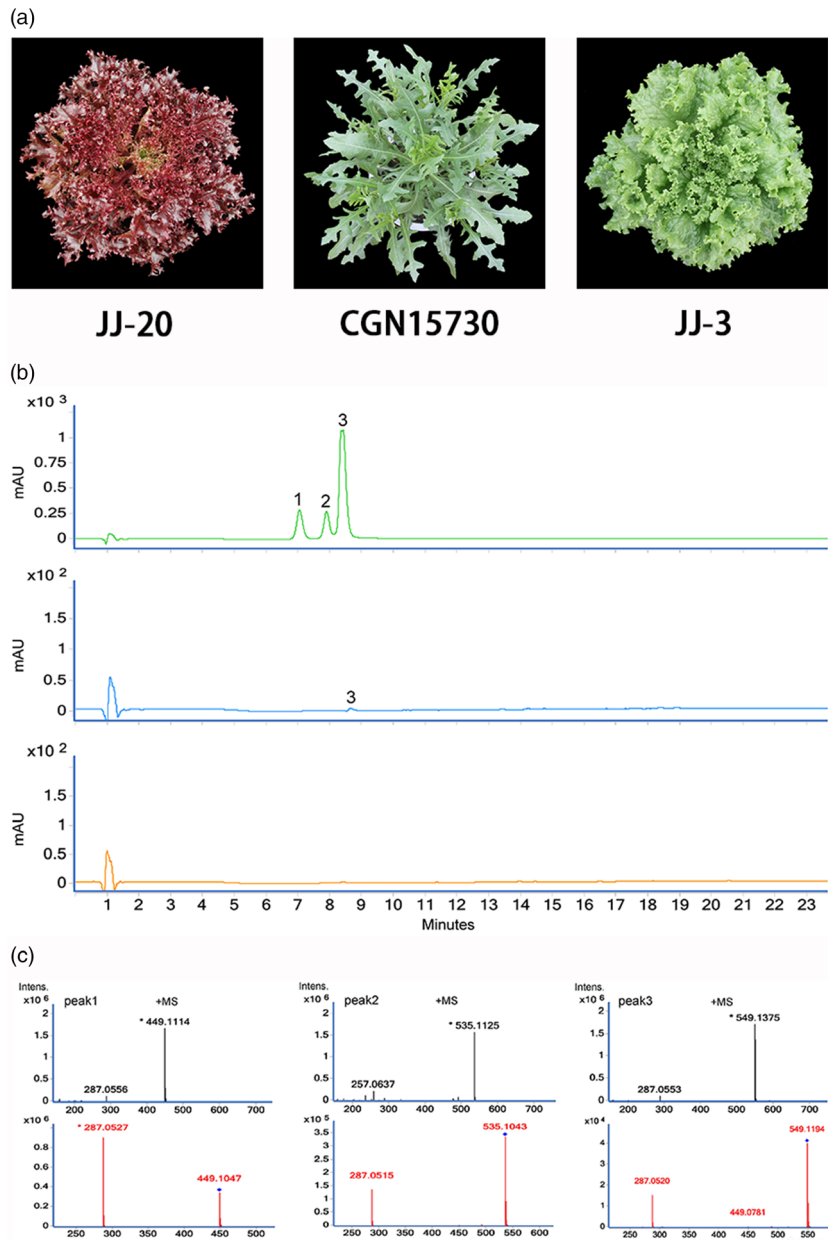 (a)
JJ-20 CGN15730 JJ-3
(b)
x10 3
1
0.75
0.5
0.25
0
mAU
1 2 3
x10 2
1.5
1
0.5
0
mAU
3
x10 2
1.5
1
0.5
0
mAU
1 2 3 4 5 6 7 8 9 10 11 12 13 14 15 16 17 18 19 20 21 22 23
Minutes
(c)
Intens.
x10 6
peak1 +MS
2
1.5
1
0.5
0
* 449.1114
287.0556
200 300 400 500 600 700
Intens.
x10 6
peak2 +MS
2
1.5
1
0.5
0
* 535.1125
257.0637
200 300 400 500 600 700
Intens.
x10 6
peak3 +MS
2
1.5
1
0.5
0
* 549.1375
287.0553
200 300 400 500 600 700
x10 6
1
0.8
0.6
0.4
0.2
0
* 287.0527
449.1047
250 300 350 400 450 500
x10 5
3.5
3
2.5
2
1.5
1
0.5
0
535.1043
287.0515
250 300 350 400 450 500 540 600
x10 4
4
3
2
1
0
549.1194
287.0520
449.0781
250 300 350 400 450 500 550